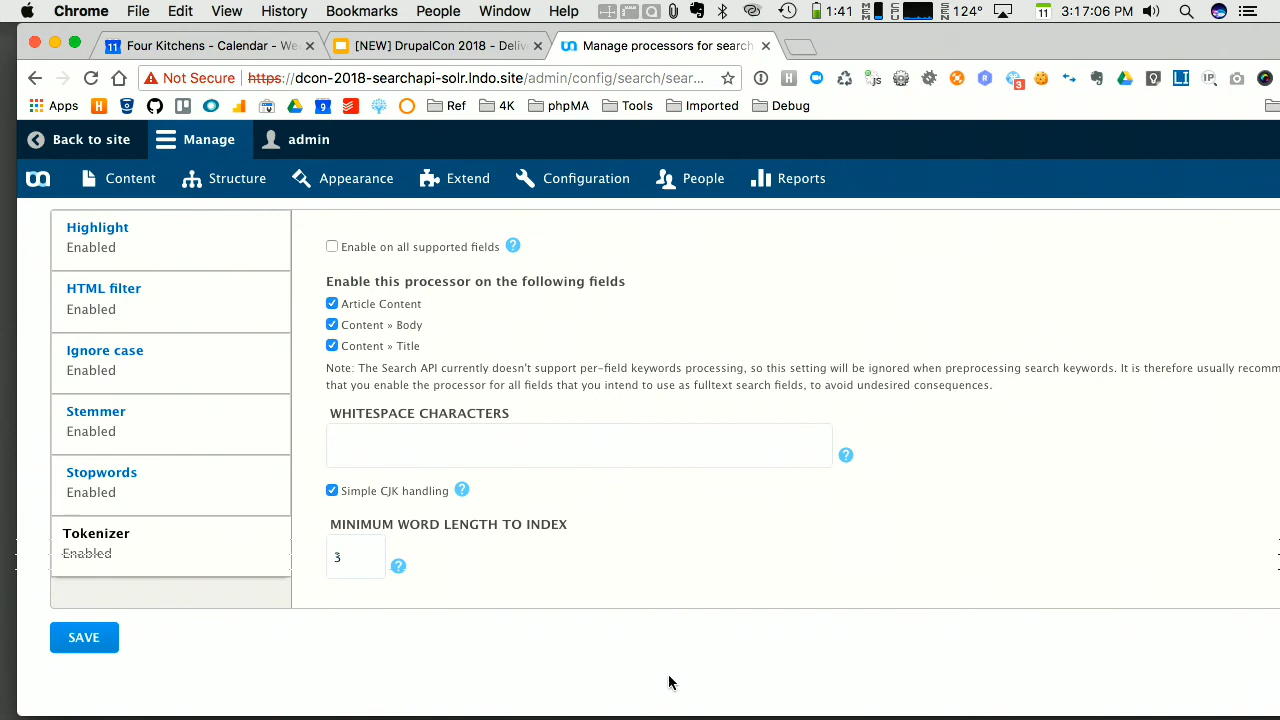 Chrome File Edit View History Bookmarks People Window Help 1:41 124° 11 1:17:06 PM
Four Kitchens - Calendar - We [NEW] DrupalCon 2018 - Deliv Manage processors for search
Not Secure https://dcon-2018-searchapi-solr.lndo.site/admin/config/search/sear...
Apps Ref 4K phpMA Tools Imported Debug
Back to site Manage admin
Content Structure Appearance Extend Configuration People Reports
Highlight
Enabled
HTML filter
Enabled
Ignore case
Enabled
Stemmer
Enabled
Stopwords
Enabled
Tokenizer
Enabled
Enable on all supported fields
Enable this processor on the following fields
Article Content
Content » Body
Content » Title
Note: The Search API currently doesn't support per-field keywords processing, so this setting will be ignored when preprocessing search keywords. It is therefore usually recomm
that you enable the processor for all fields that you intend to use as fulltext search fields, to avoid undesired consequences.
WHITESPACE CHARACTERS
Simple CJK handling
MINIMUM WORD LENGTH TO INDEX
3
SAVE